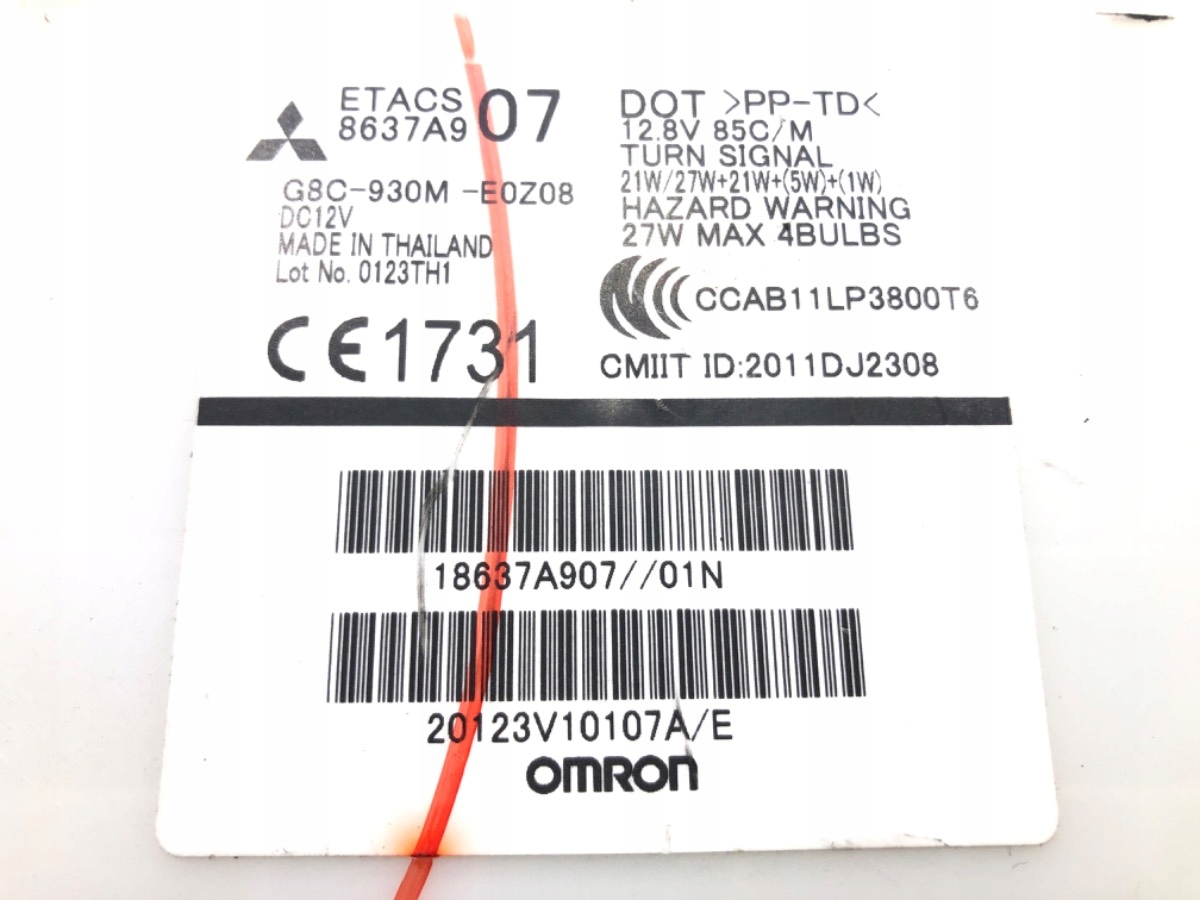 ETACS
8637A907
G8C-930M -E0Z08
DC12V
MADE IN THAILAND
Lot No. 0123TH1
CE1731
DOT >PP-TD<
12.8V 85C/M
TURN SIGNAL
21W/27W+21W+(5W)+(1W)
HAZARD WARNING
27W MAX 4BULBS
CCAB11LP3800T6
CMIIT ID:2011DJ2308
18637A907//01N
20123V10107A/E
OMRON